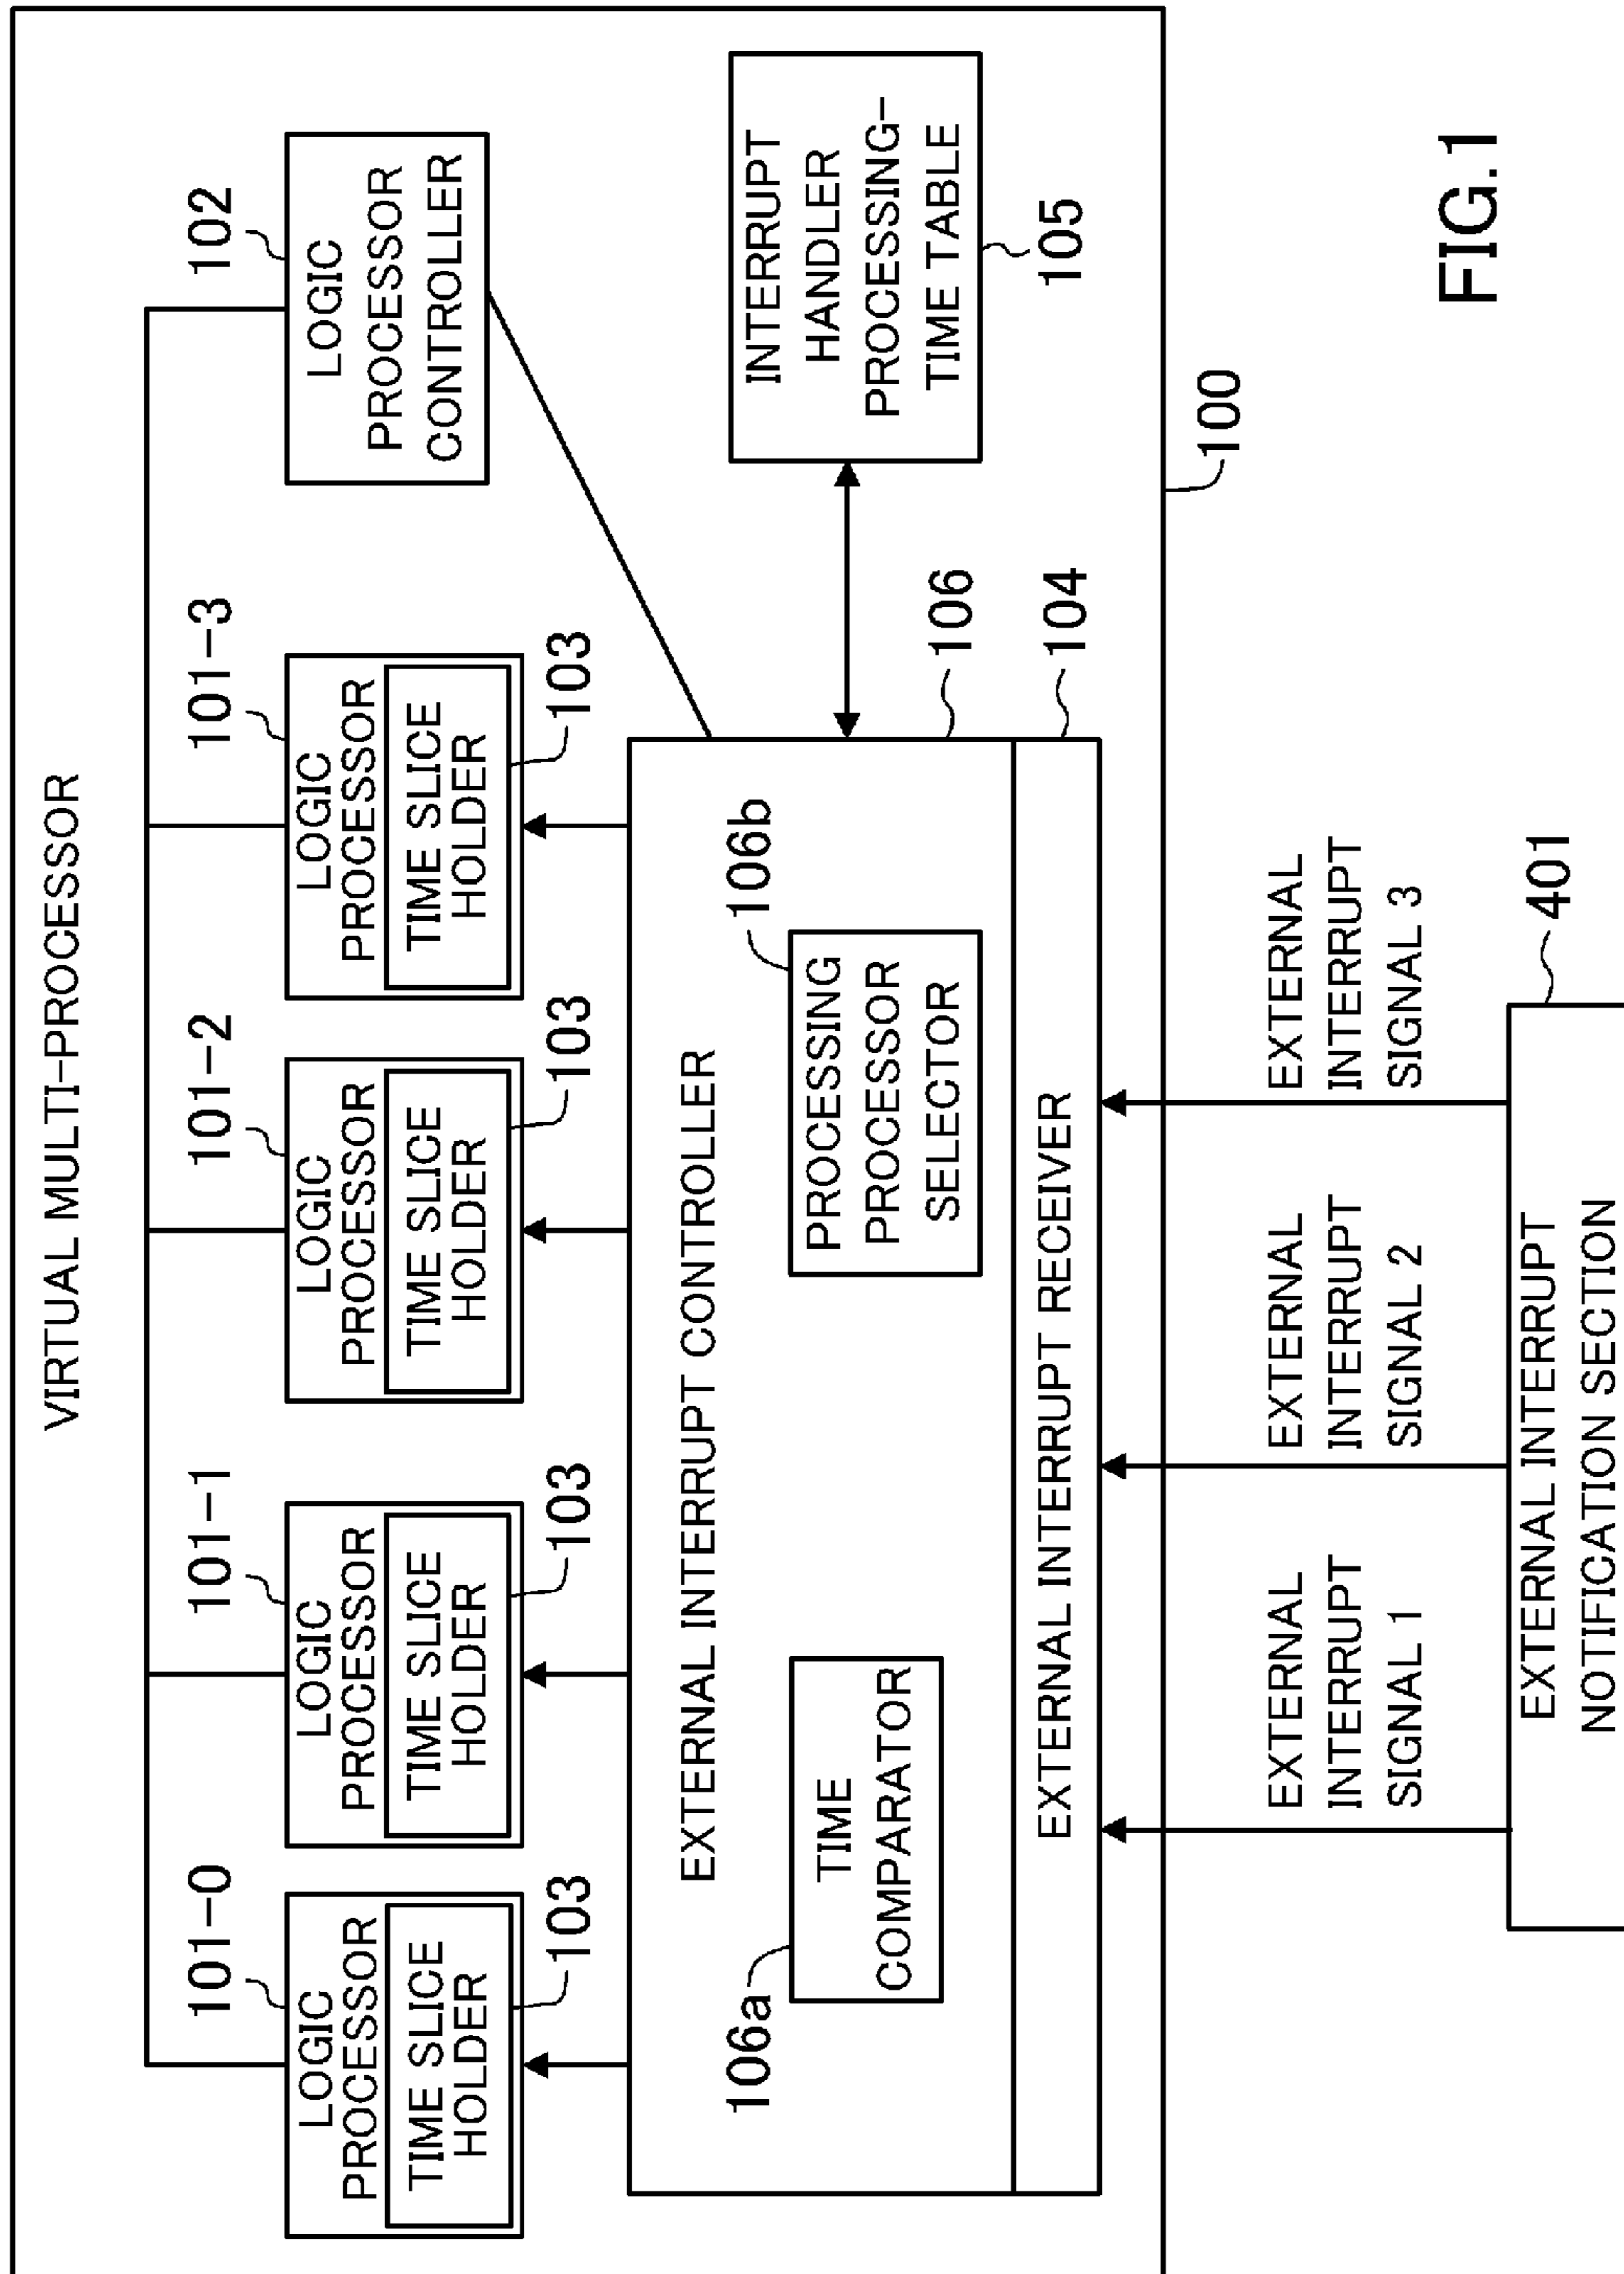 VIRTUAL MULTI-PROCESSOR
101-0
101-1
101-2
101-3
102
LOGIC
PROCESSOR
TIME SLICE
HOLDER
LOGIC
PROCESSOR
TIME SLICE
HOLDER
LOGIC
PROCESSOR
TIME SLICE
HOLDER
LOGIC
PROCESSOR
TIME SLICE
HOLDER
LOGIC
PROCESSOR
CONTROLLER
103
103
103
103
EXTERNAL INTERRUPT CONTROLLER
106a
TIME
COMPARATOR
106b
PROCESSING
PROCESSOR
SELECTOR
106
INTERRUPT
HANDLER
PROCESSING-
TIME TABLE
105
EXTERNAL INTERRUPT RECEIVER
104
100
EXTERNAL
INTERRUPT
SIGNAL 1
EXTERNAL
INTERRUPT
SIGNAL 2
EXTERNAL
INTERRUPT
SIGNAL 3
401
EXTERNAL INTERRUPT
NOTIFICATION SECTION
FIG.1